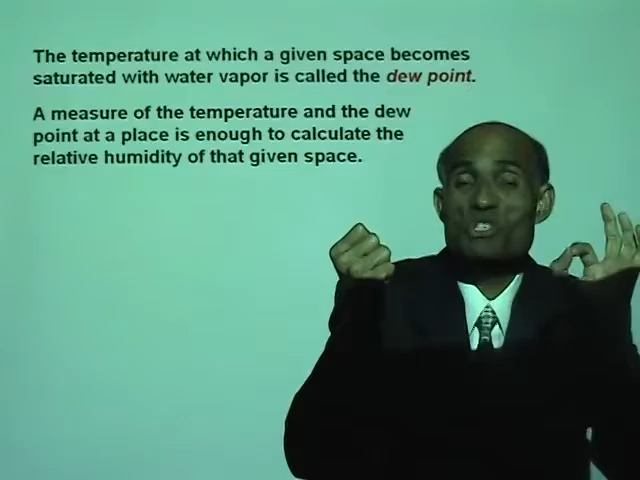 The temperature at which a given space becomes
saturated with water vapor is called the dew point.
A measure of the temperature and the dew
point at a place is enough to calculate the
relative humidity of that given space.